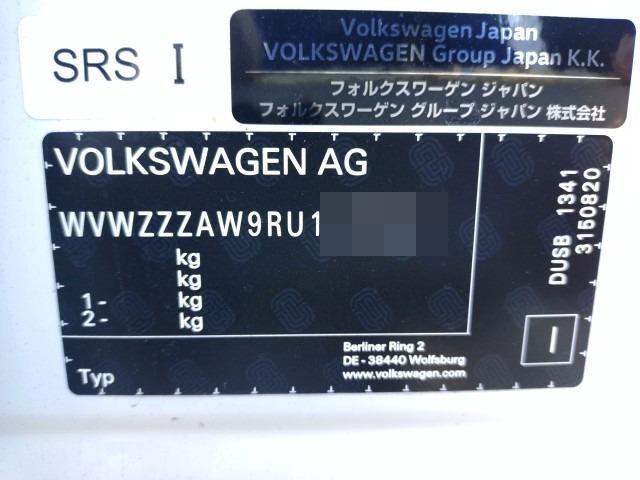 SRS I
Volkswagen Japan
VOLKSWAGEN Group Japan K.K.
フォルクスワーゲン ジャパン
フォルクスワーゲン グループ ジャパン 株式会社
VOLKSWAGEN AG
WVWZZZAW9RU1
kg
kg
1- kg
2- kg
Typ
Berliner Ring 2
DE-38440 Wolfsburg
www.volkswagen.com
DUSB 1341
3150820
I